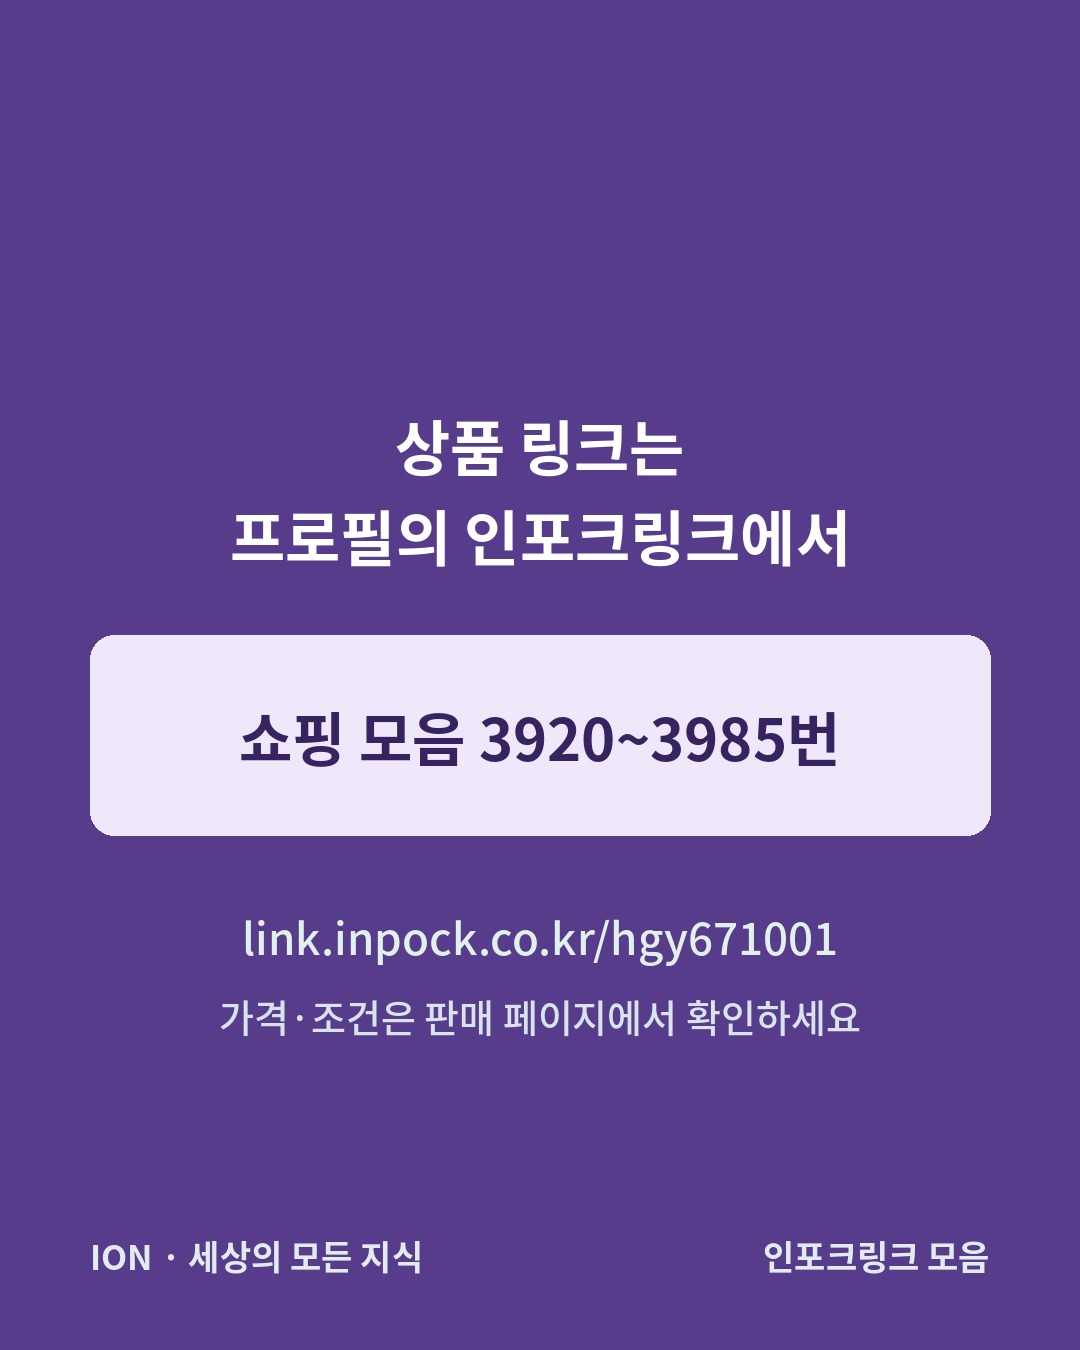 상품 링크는
프로필의 인포크링크에서
쇼핑 모음 3920~3985번
link.inpock.co.kr/hgy671001
가격·조건은 판매 페이지에서 확인하세요
ION · 세상의 모든 지식
인포크링크 모음